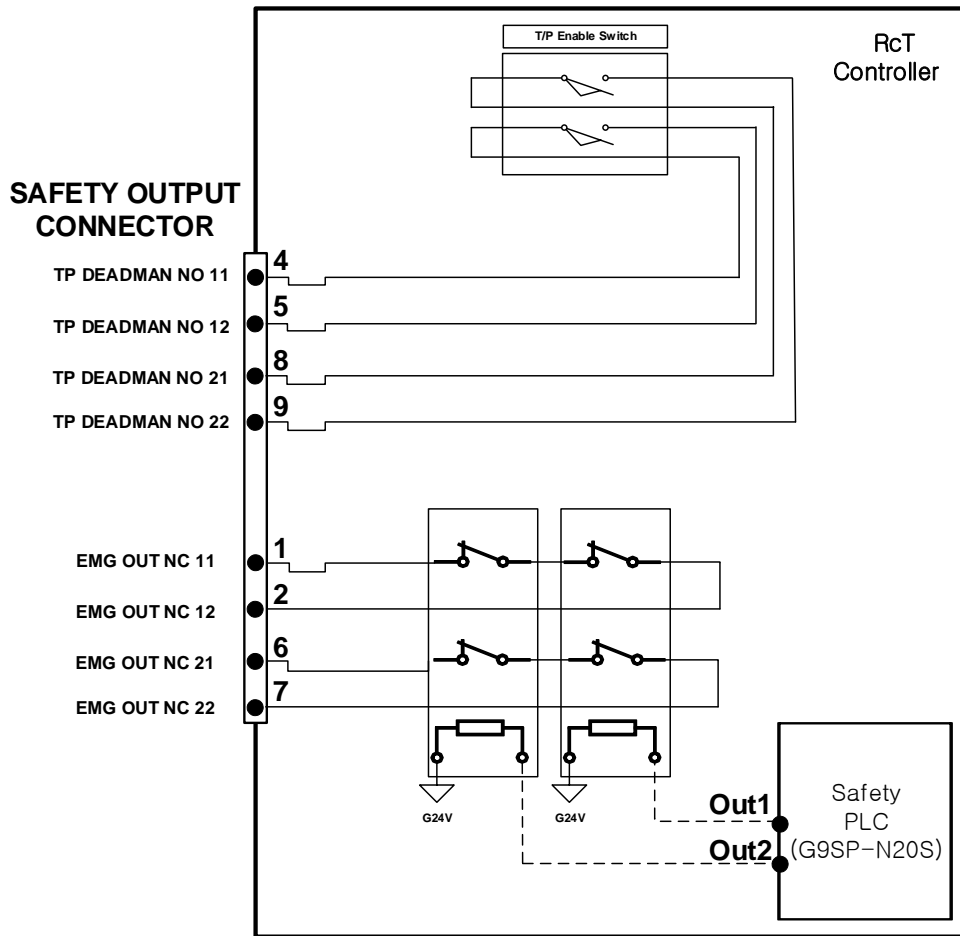 T/P Enable Switch
RcT
Controller
SAFETY OUTPUT
CONNECTOR
4
TP DEADMAN NO 11
5
TP DEADMAN NO 12
8
TP DEADMAN NO 21
9
TP DEADMAN NO 22
1
EMG OUT NC 11
2
EMG OUT NC 12
6
EMG OUT NC 21
7
EMG OUT NC 22
G24V
G24V
Out1
Out2
Safety
PLC
(G9SP-N20S)